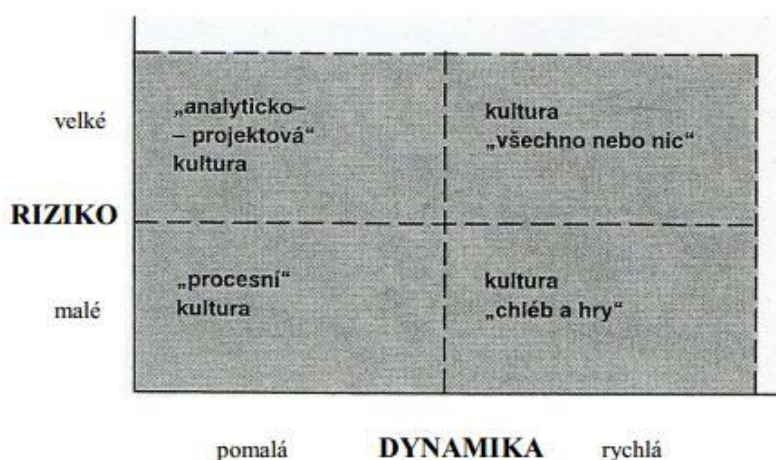 velké
„analyticko–
– projektová“
kultura
kultura
„všechno nebo nic“
RIZIKO
malé
„procesní“
kultura
kultura
„chléb a hry“
pomalá DYNAMIKA rychlá